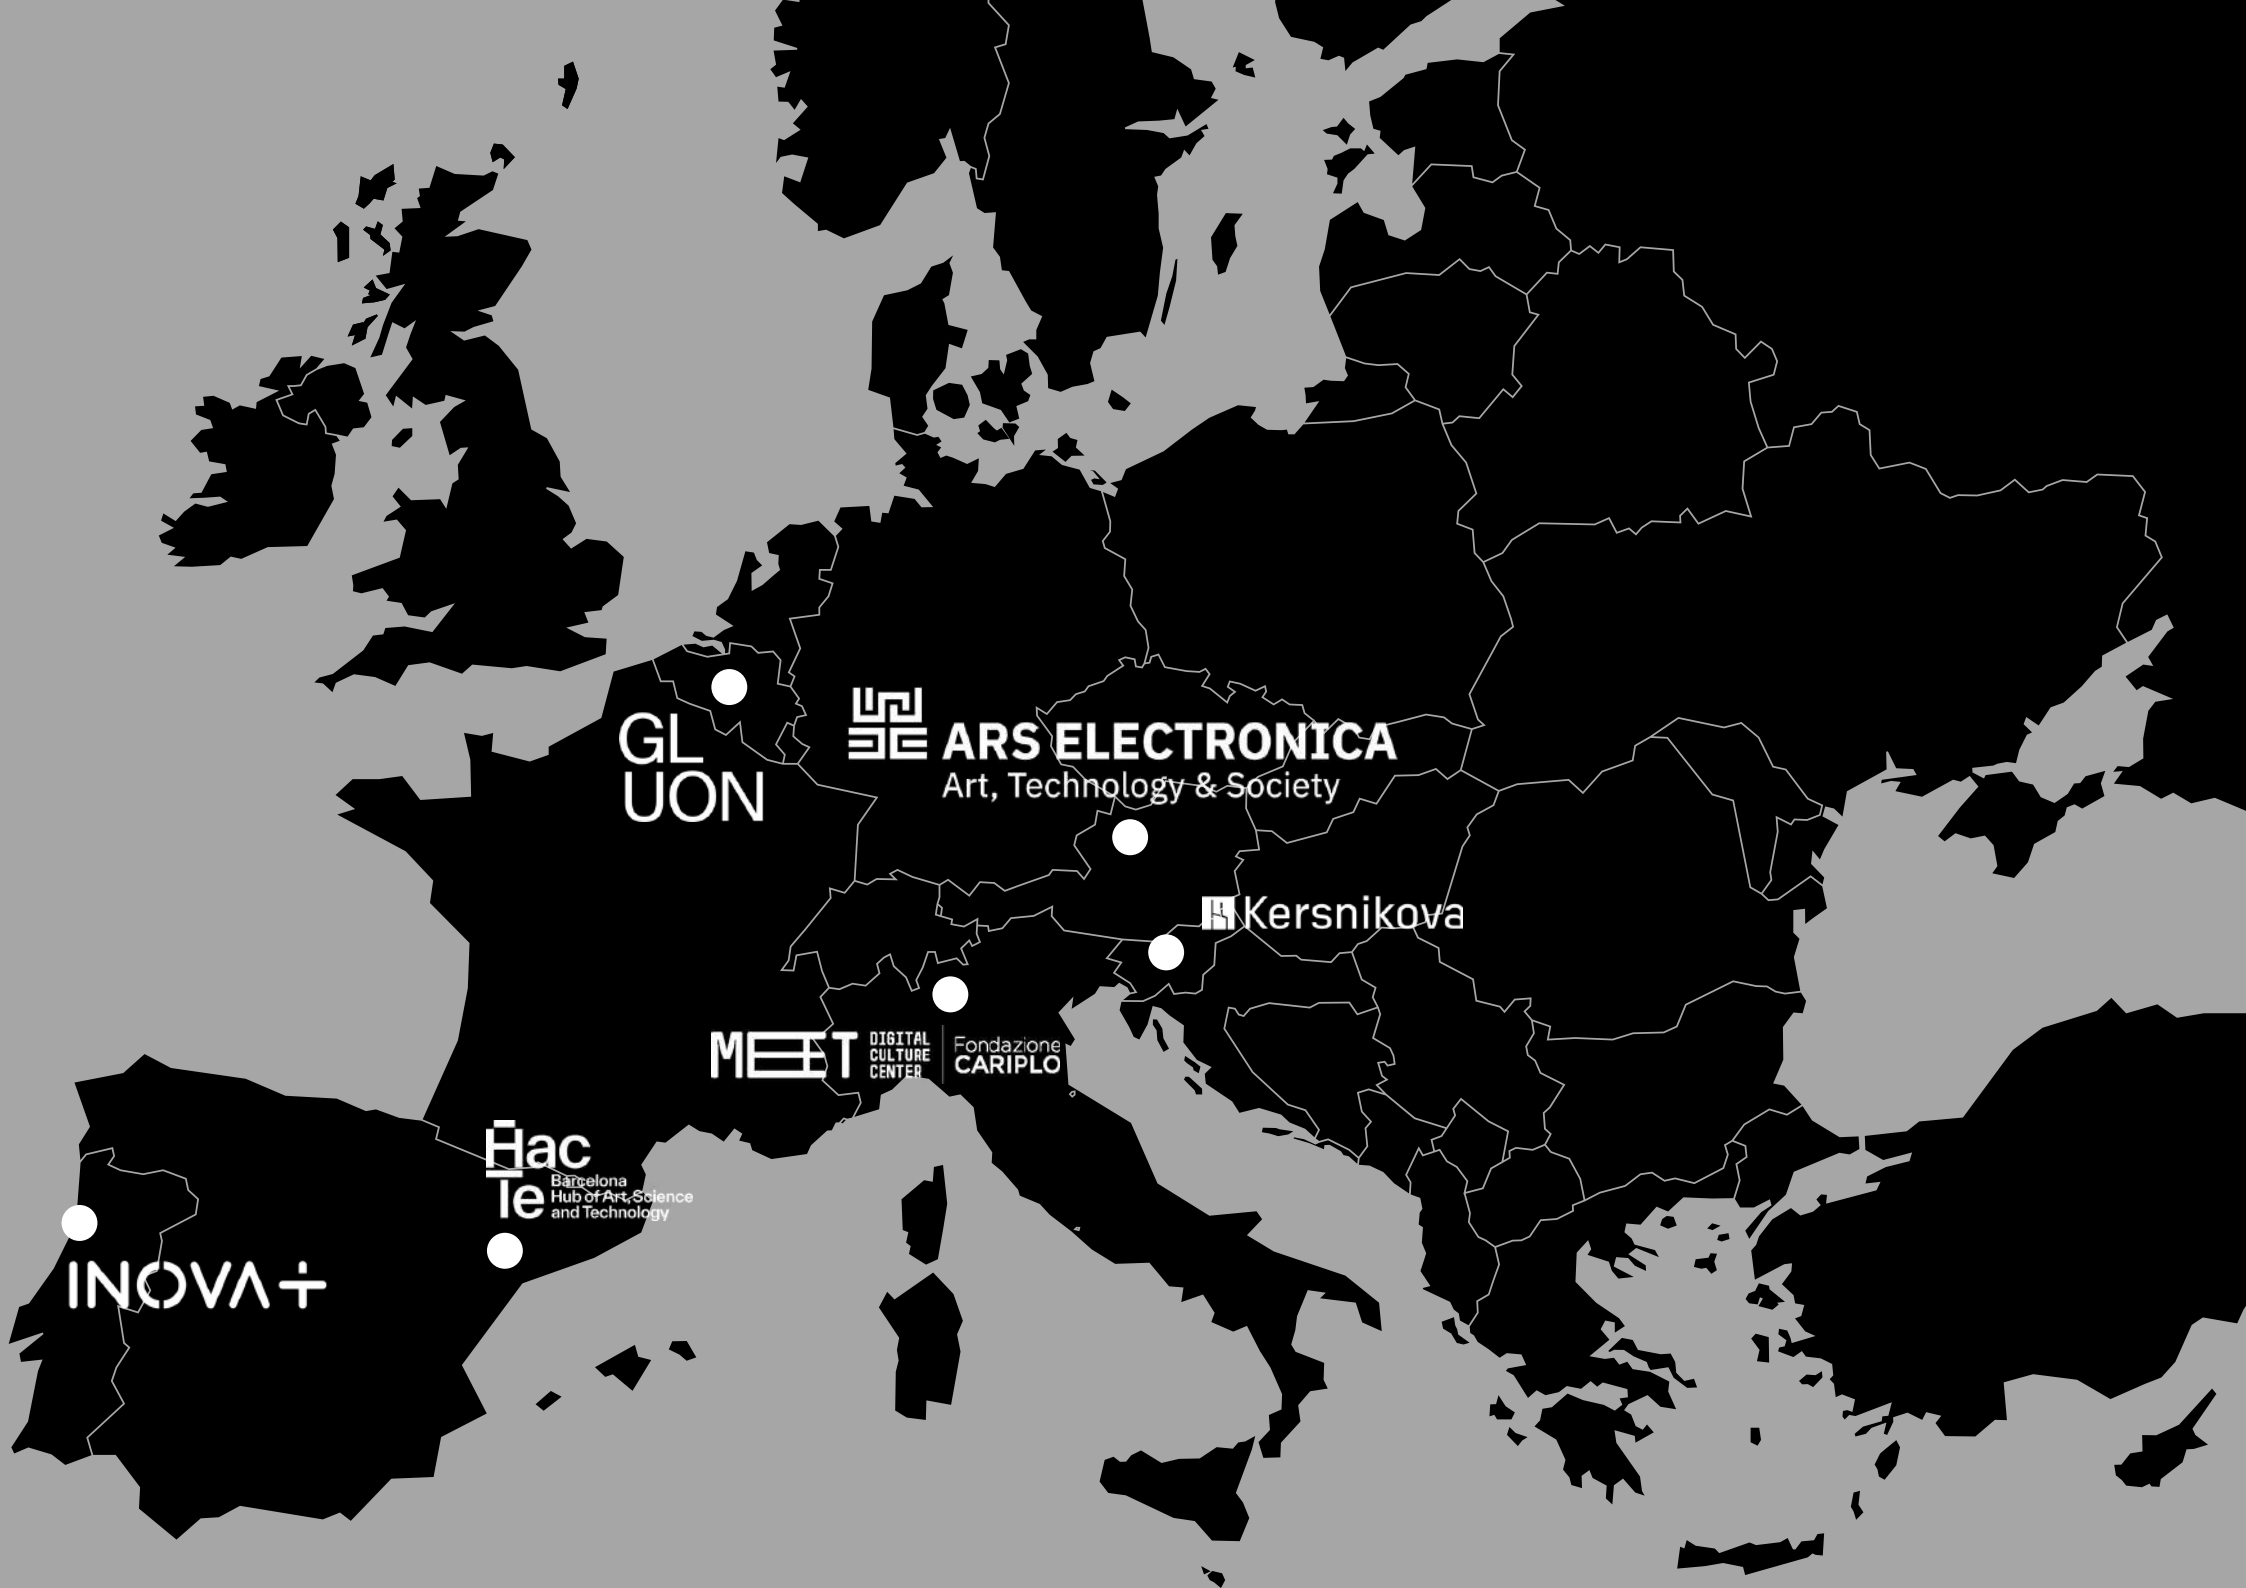 GL
UON
ARS ELECTRONICA
Art, Technology & Society
Kersnikova
MEET
DIGITAL
CULTURE
CENTER
Fondazione
CARIPLO
Hac
Te
Barcelona
Hub of Art, Science
and Technology
INOVA+